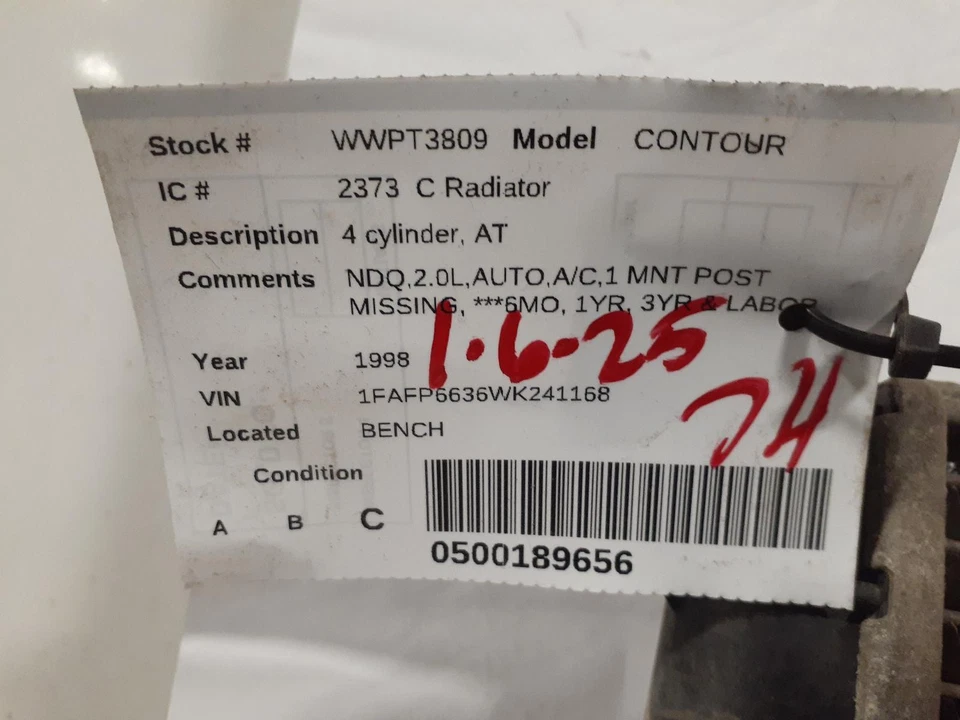 Stock # WWPT3809 Model CONTOUR
IC # 2373 C Radiator
Description 4 cylinder, AT
Comments NDQ,2.0L,AUTO,A/C,1 MNT POST
MISSING, ***6MO, 1YR, 3YR & LABOR
1-6-25
Year 1998
74
VIN 1FAFP6636WK241168
Located BENCH
Condition
A B C
0500189656